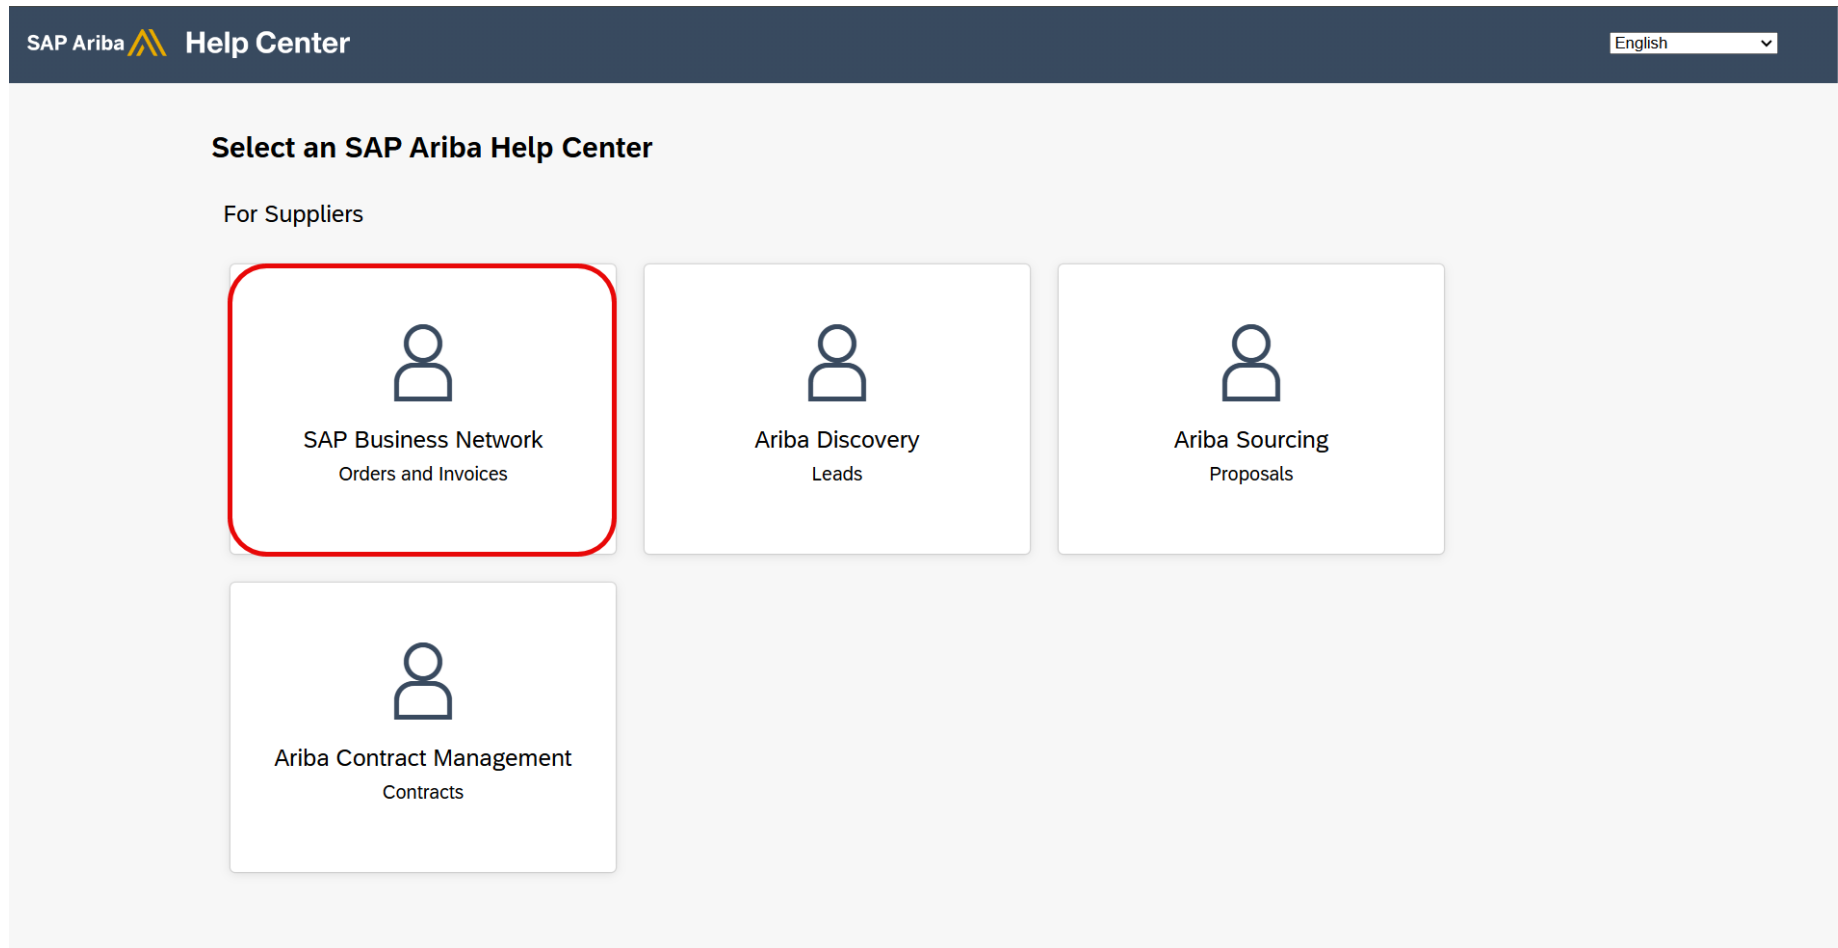 SAP Ariba Help Center
English
Select an SAP Ariba Help Center
For Suppliers
SAP Business Network
Orders and Invoices
Ariba Discovery
Leads
Ariba Sourcing
Proposals
Ariba Contract Management
Contracts